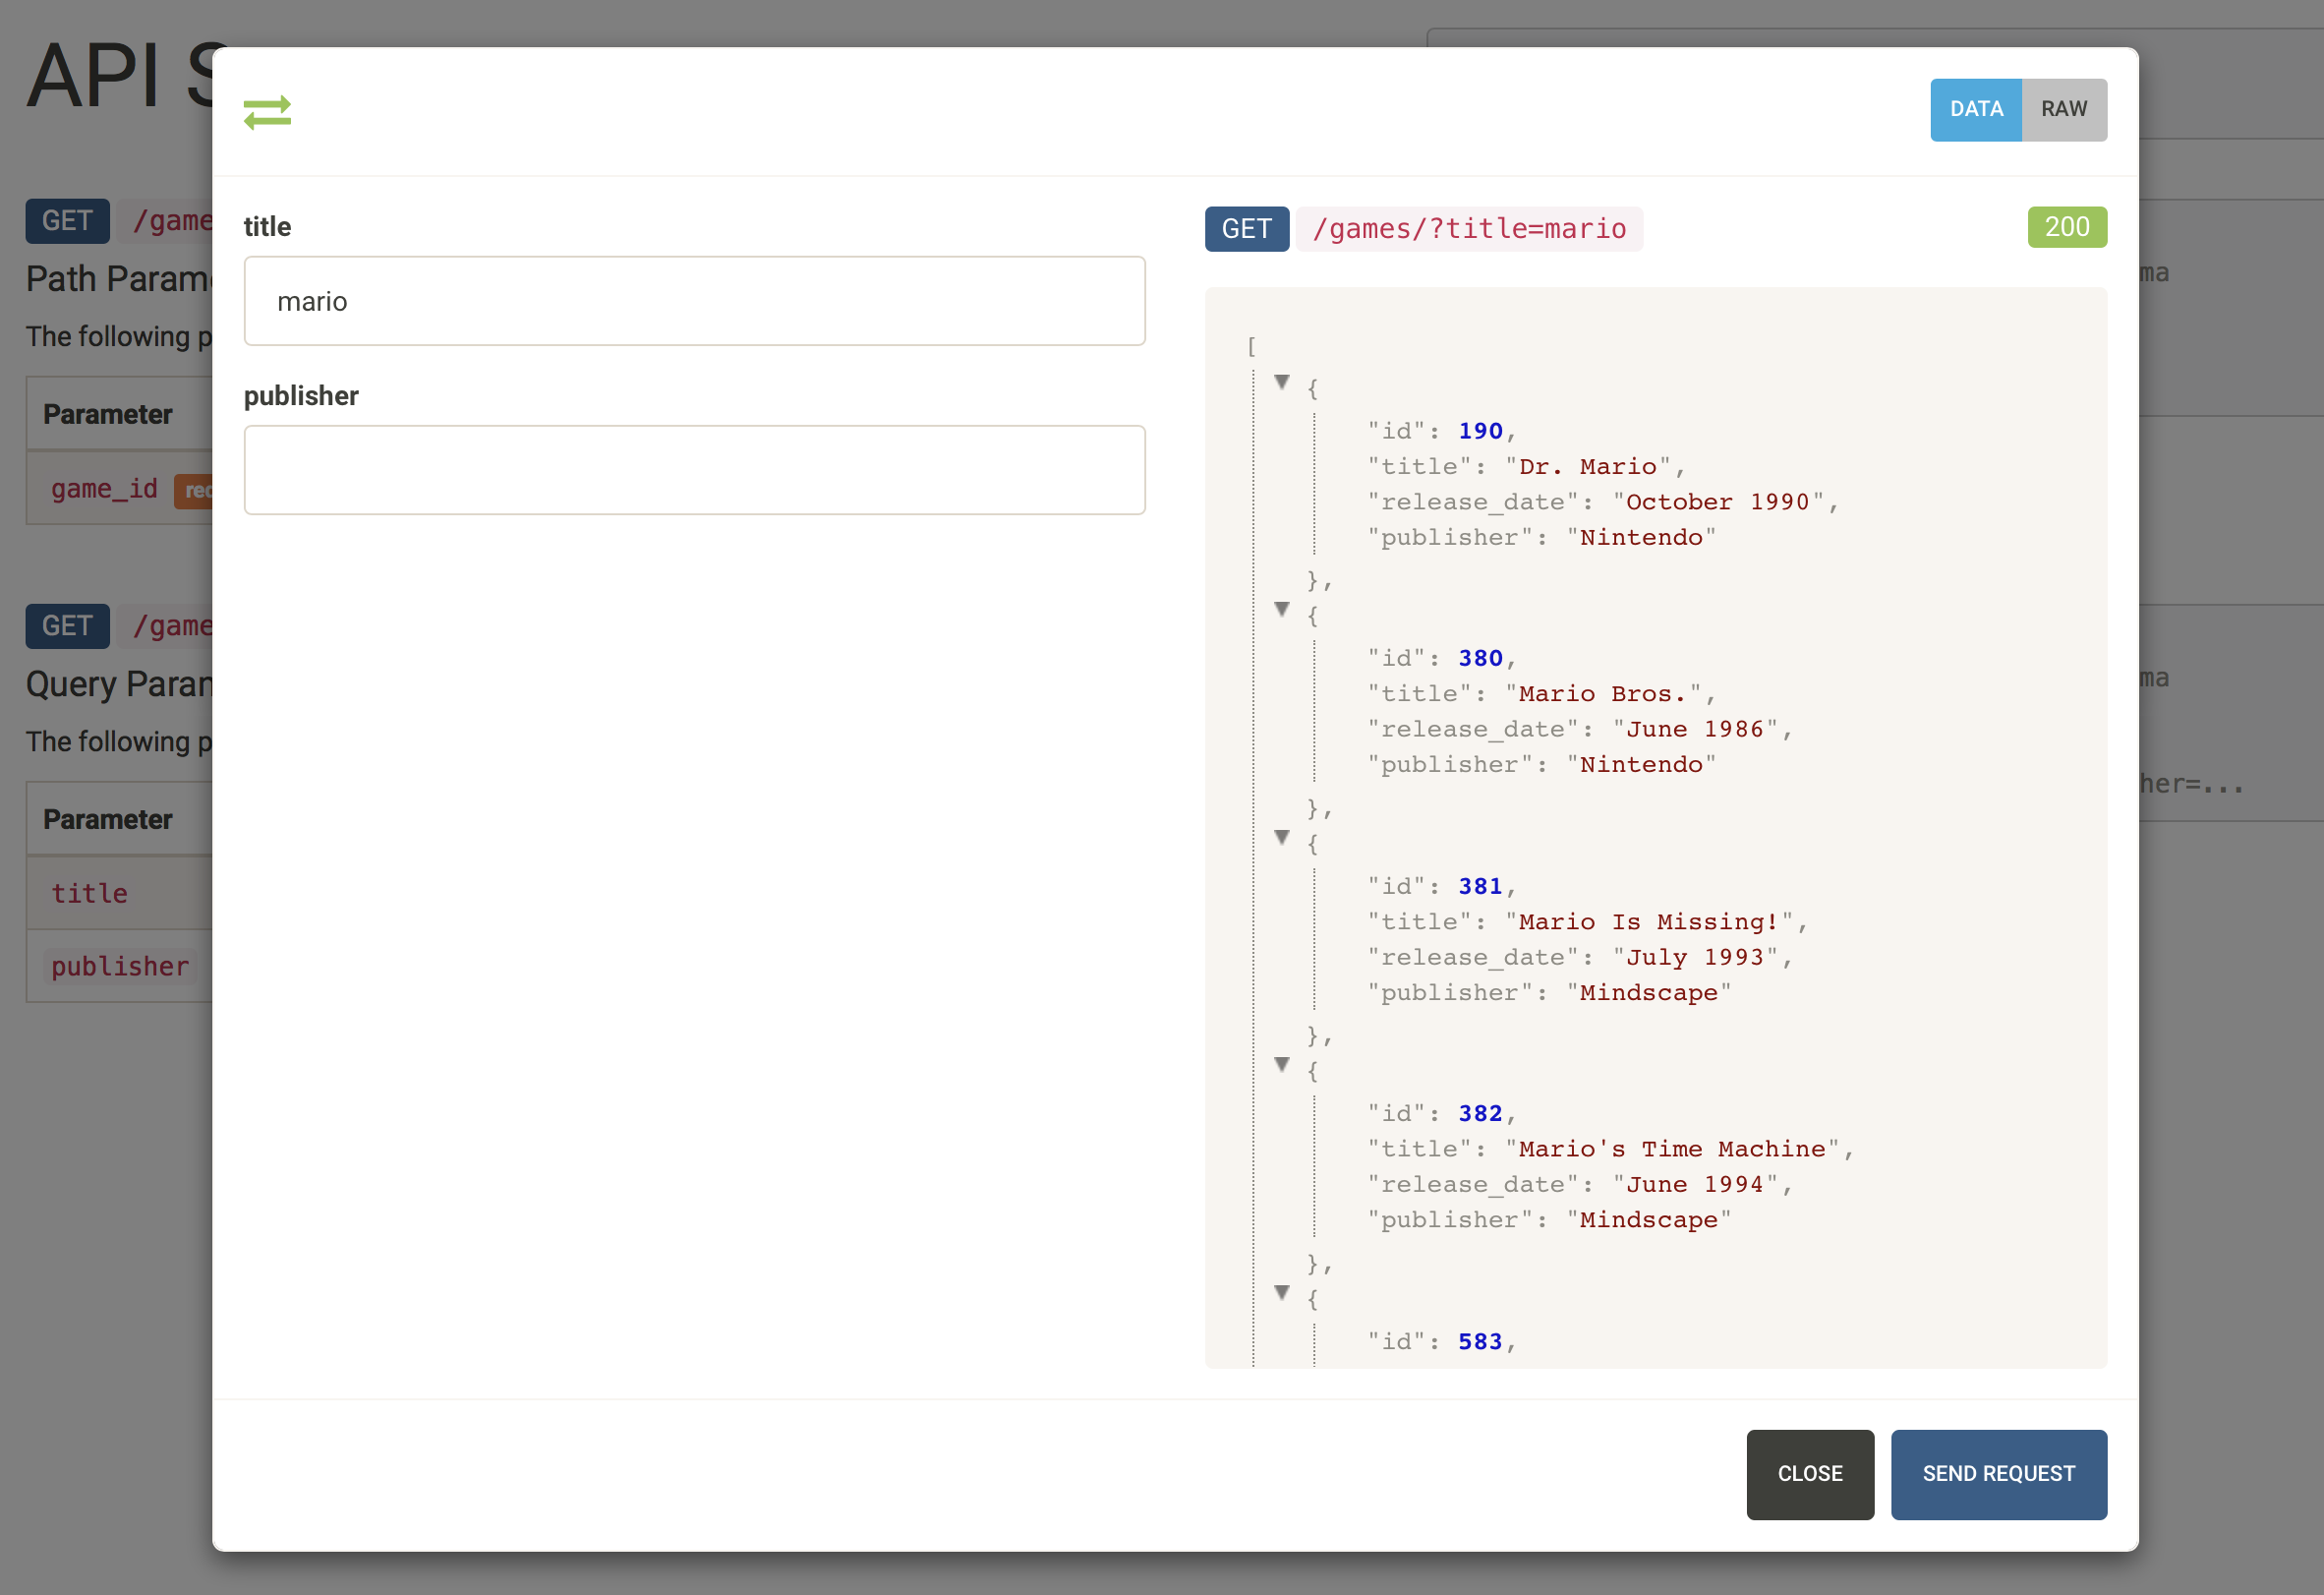 API S
GET /game
Path Param
The following p
Parameter
game_id
GET /game
Query Paran
The following p
Parameter
title
publisher
DATA RAW
title
mario
publisher
GET /games/?title=mario 200
[
{
"id": 190,
"title": "Dr. Mario",
"release_date": "October 1990",
"publisher": "Nintendo"
},
{
"id": 380,
"title": "Mario Bros.",
"release_date": "June 1986",
"publisher": "Nintendo"
},
{
"id": 381,
"title": "Mario Is Missing!",
"release_date": "July 1993",
"publisher": "Mindscape"
},
{
"id": 382,
"title": "Mario's Time Machine",
"release_date": "June 1994",
"publisher": "Mindscape"
},
{
"id": 583,
CLOSE SEND REQUEST
ma
ma
her=...